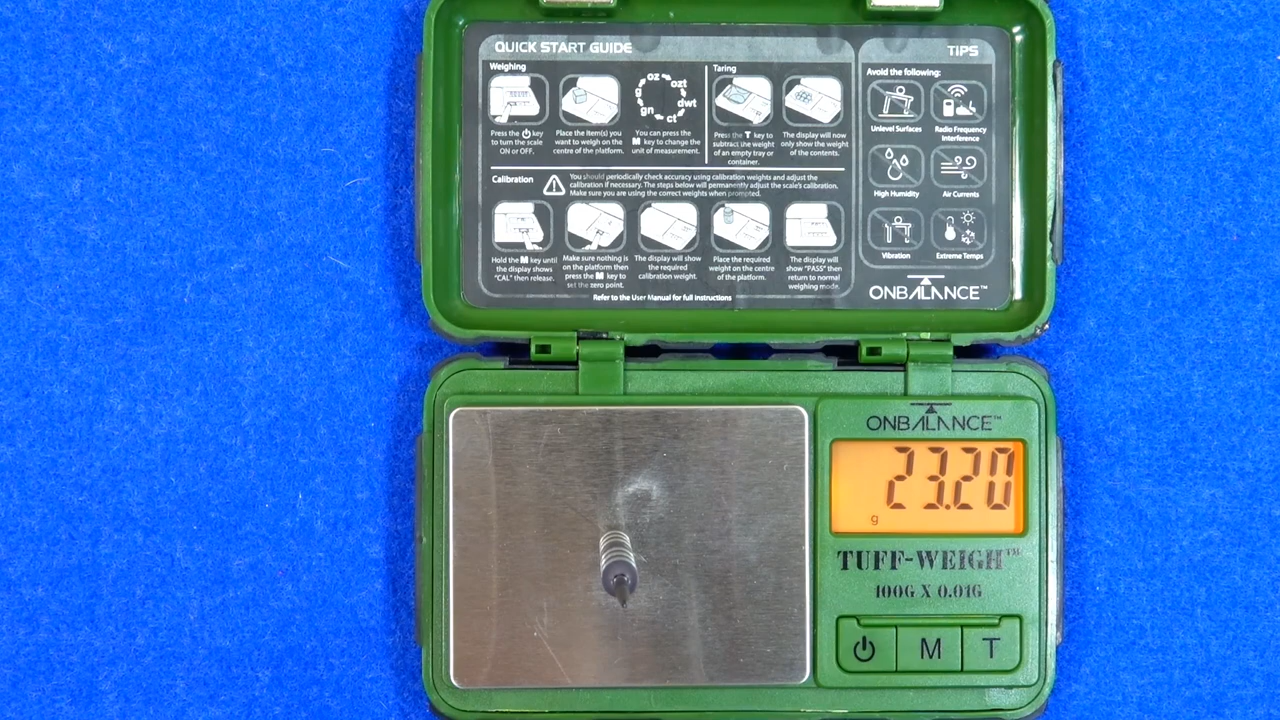 QUICK START GUIDE
Weighing
g oz ozt dwt ct gn
Press the ⏻ key
to turn the scale
ON or OFF.
Place the item(s) you
want to weigh on the
centre of the platform.
You can press the
M key to change the
unit of measurement.
Taring
Press the T key to
subtract the weight
of an empty tray or
container.
The display will now
only show the weight
of the contents.
Calibration
You should periodically check accuracy using calibration weights and adjust the
calibration if necessary. The steps below will permanently adjust the scale's calibration.
Make sure you are using the correct weights when prompted.
Hold the M key until
the display shows
"CAL" then release.
Make sure nothing is
on the platform then
press the M key to
set the zero point.
The display will show
the required
calibration weight.
Place the required
weight on the centre
of the platform.
The display will
show "PASS" then
return to normal
weighing mode.
Refer to the User Manual for full instructions
TIPS
Avoid the following:
Unlevel Surfaces
Radio Frequency
Interference
High Humidity
Air Currents
Vibration
Extreme Temps
ONBALANCE™
ONBALANCE™
23.20
g
TUFF-WEIGH™
100G X 0.01G
M
T